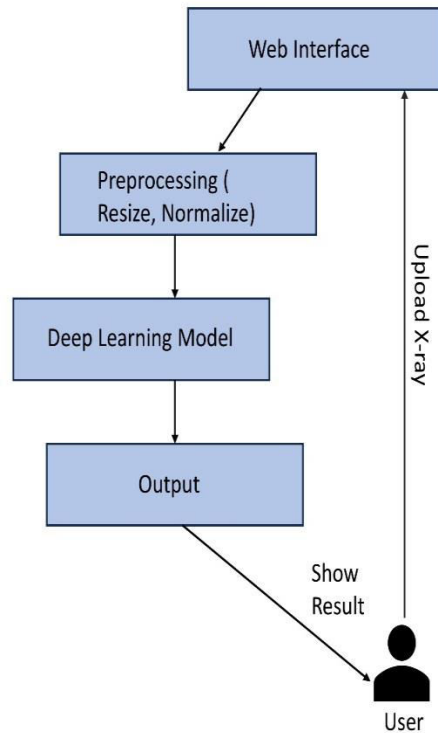 Web Interface
Preprocessing (
Resize, Normalize)
Deep Learning Model
Output
Show
Result
Upload X-ray
User